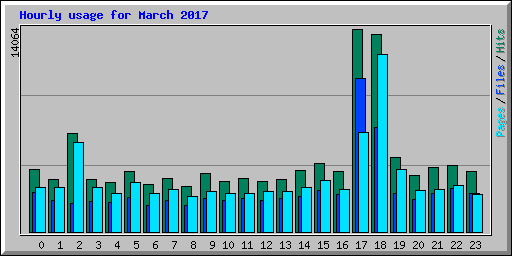 Hourly usage for March 2017
14064
Pages / Files / Hits
0 1 2 3 4 5 6 7 8 9 10 11 12 13 14 15 16 17 18 19 20 21 22 23